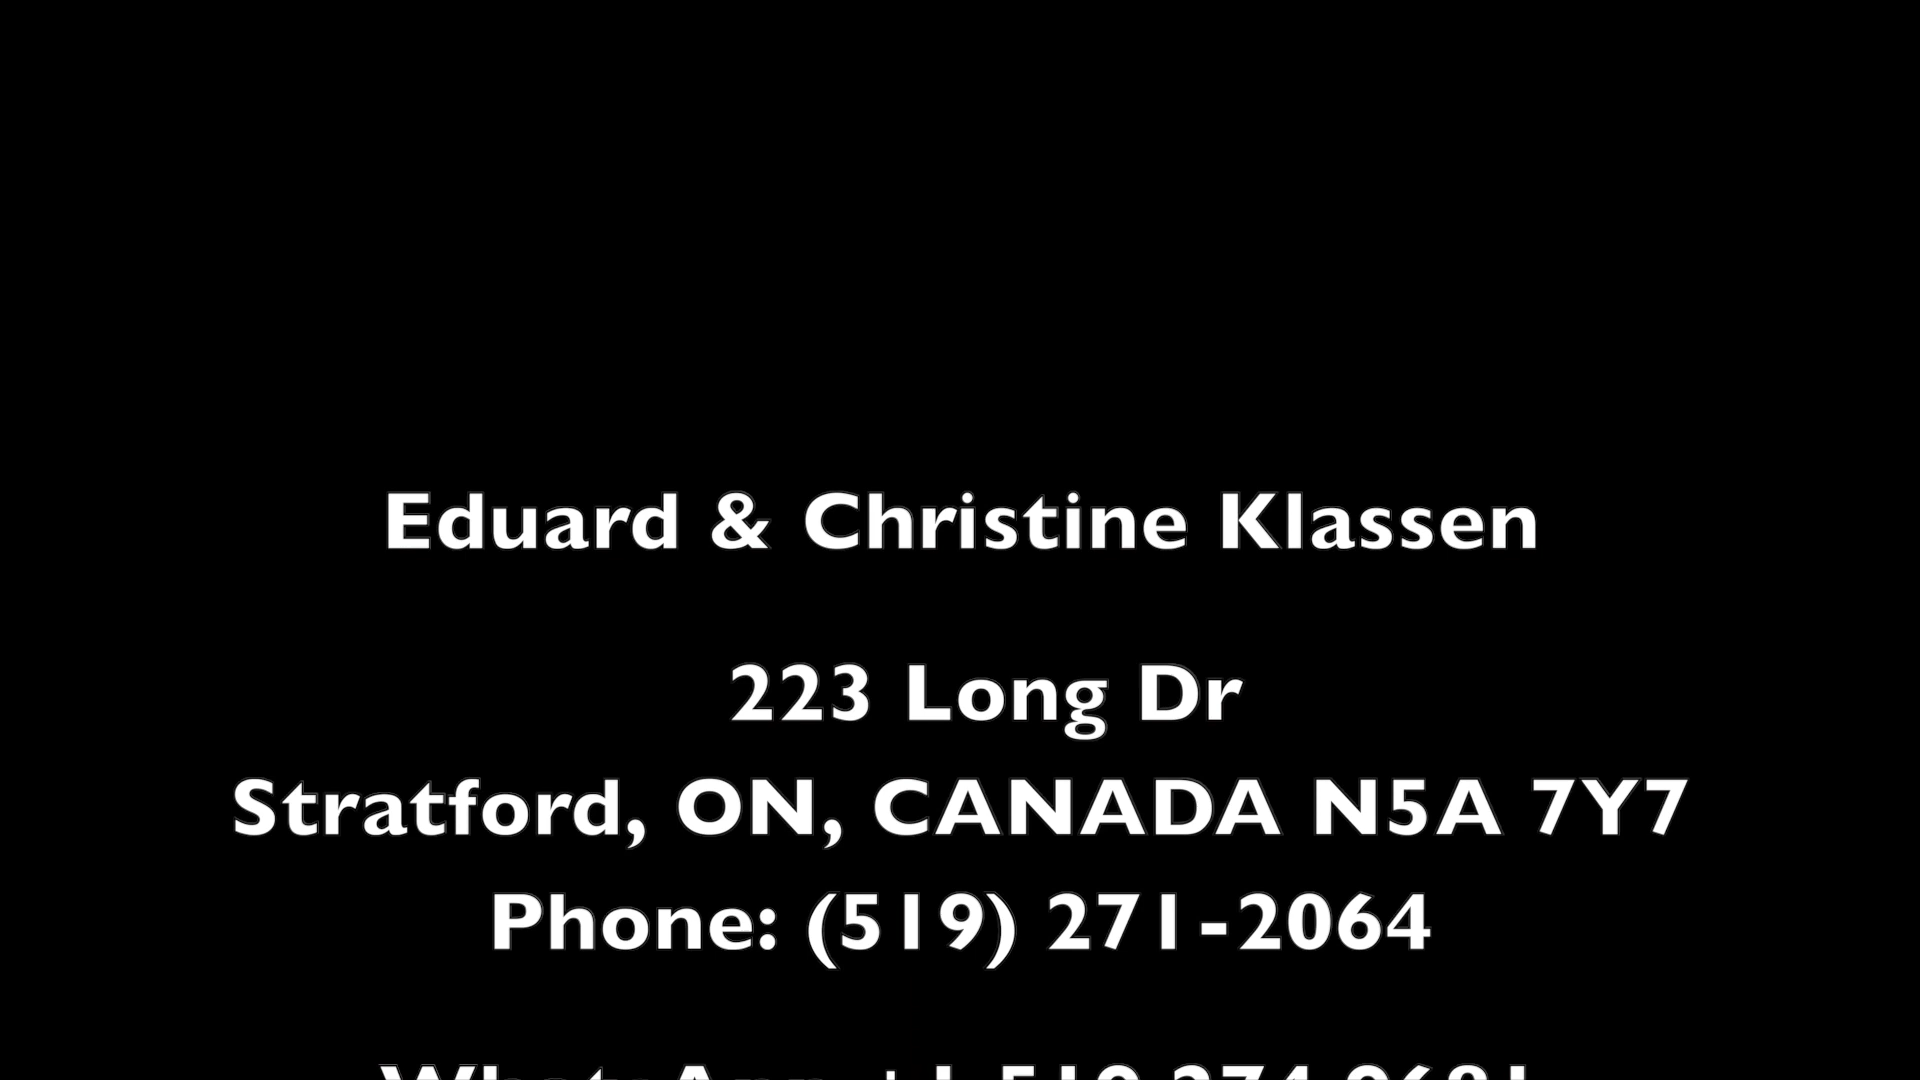 Eduard & Christine Klassen
223 Long Dr
Stratford, ON, CANADA N5A 7Y7
Phone: (519) 271-2064